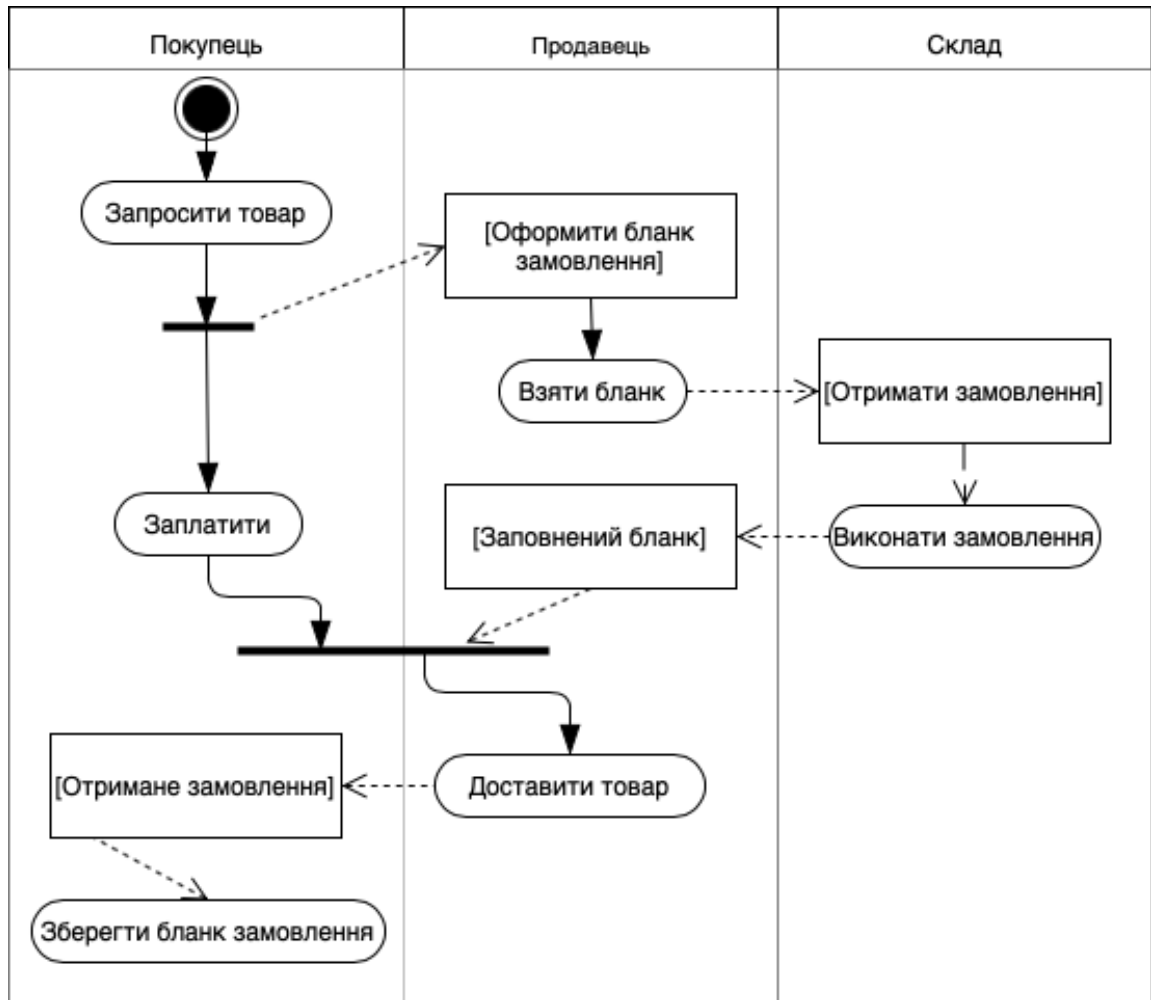 Покупець
Продавець
Склад
Запросити товар
[Оформити бланк
замовлення]
Взяти бланк
[Отримати замовлення]
Заплатити
[Заповнений бланк]
Виконати замовлення
[Отримане замовлення]
Доставити товар
Зберегти бланк замовлення